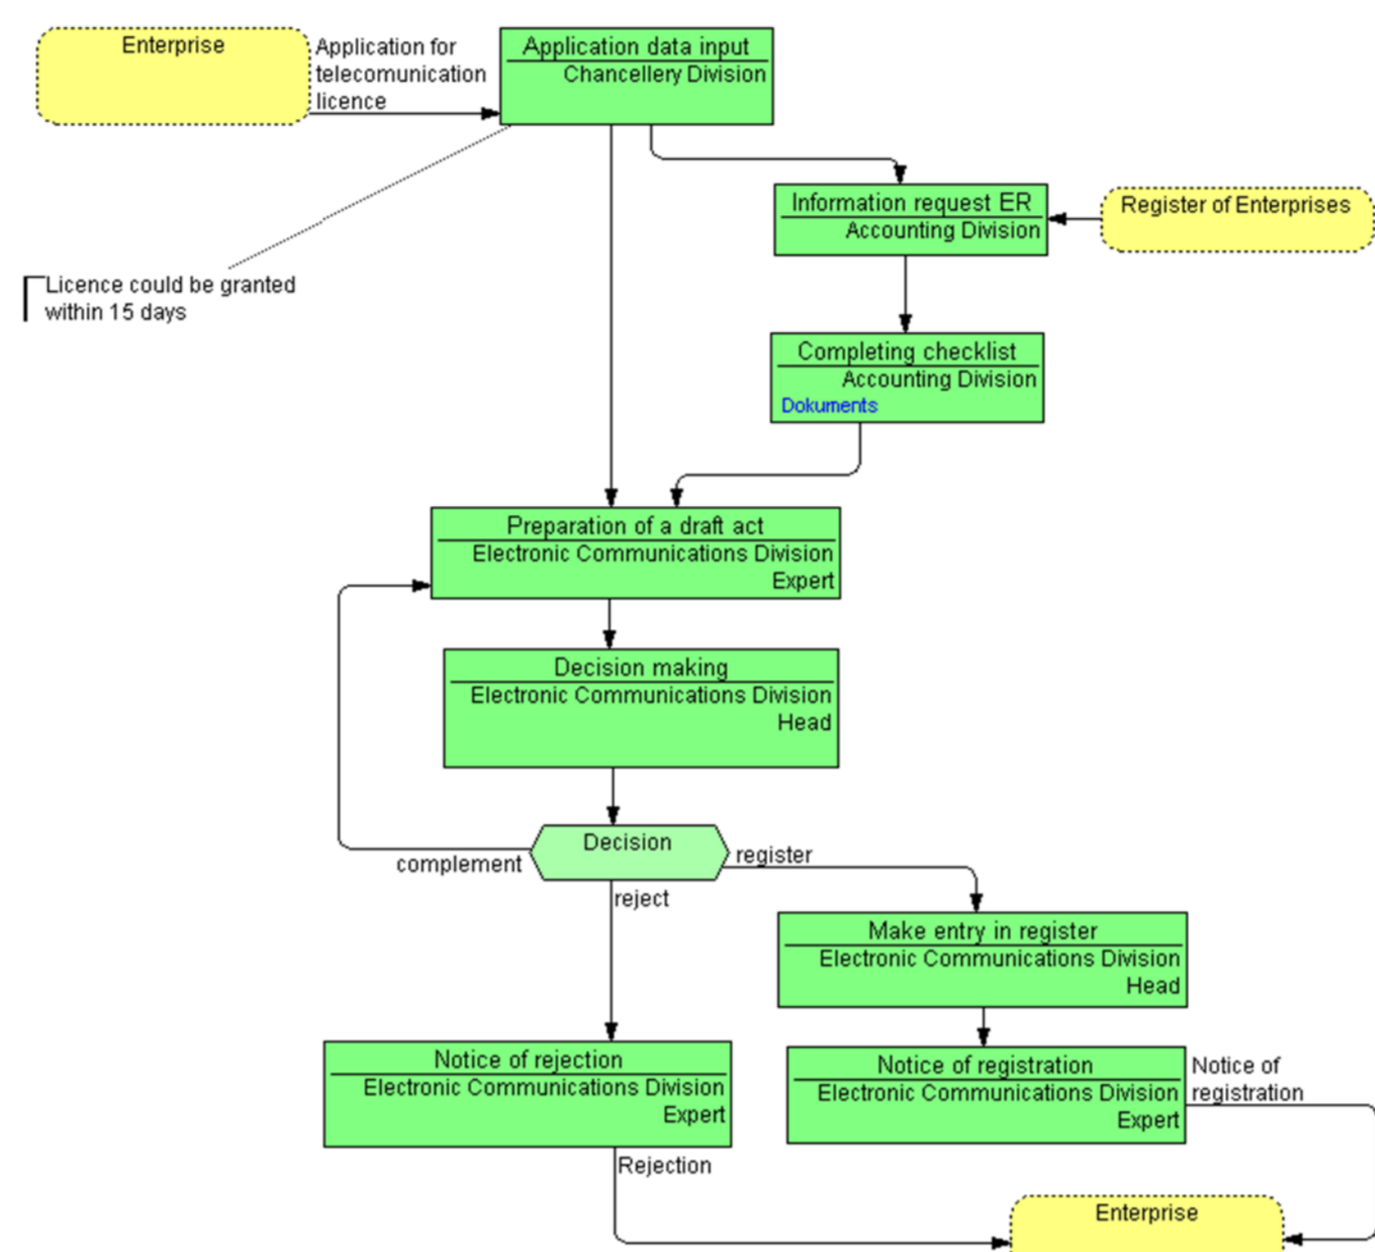 Enterprise
Application for
telecomunication
licence
Application data input
Chancellery Division
Information request ER
Accounting Division
Register of Enterprises
Licence could be granted
within 15 days
Completing checklist
Accounting Division
Dokuments
Preparation of a draft act
Electronic Communications Division
Expert
Decision making
Electronic Communications Division
Head
Decision
complement
register
reject
Make entry in register
Electronic Communications Division
Head
Notice of rejection
Electronic Communications Division
Expert
Notice of registration
Electronic Communications Division
Expert
Notice of
registration
Rejection
Enterprise